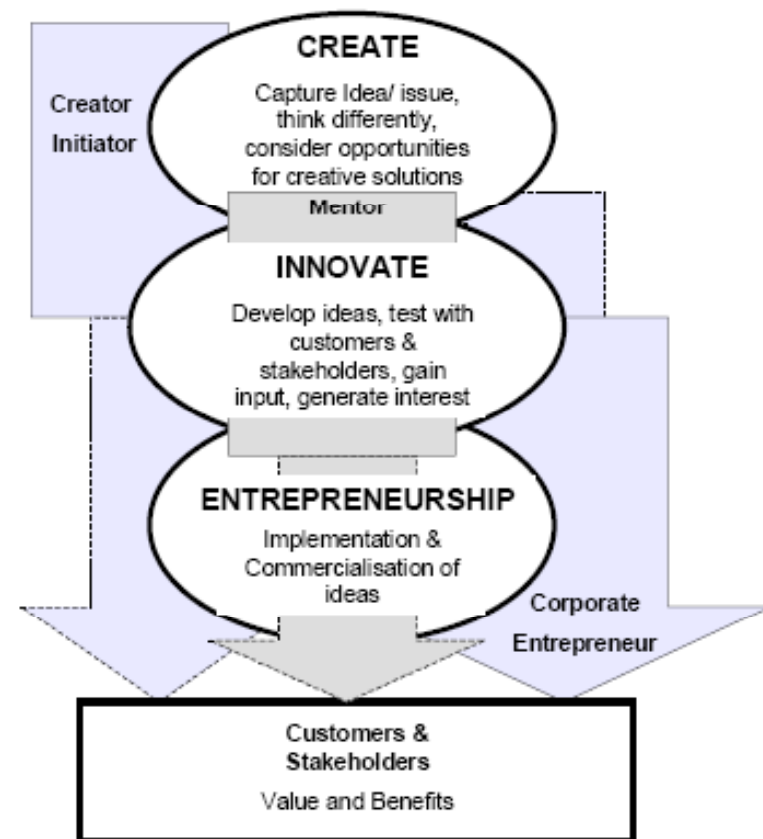 CREATE
Capture Idea/ issue,
think differently,
consider opportunities
for creative solutions
Creator
Initiator
Mentor
INNOVATE
Develop ideas, test with
customers &
stakeholders, gain
input, generate interest
ENTREPRENEURSHIP
Implementation &
Commercialisation of
ideas
Corporate
Entrepreneur
Customers &
Stakeholders
Value and Benefits